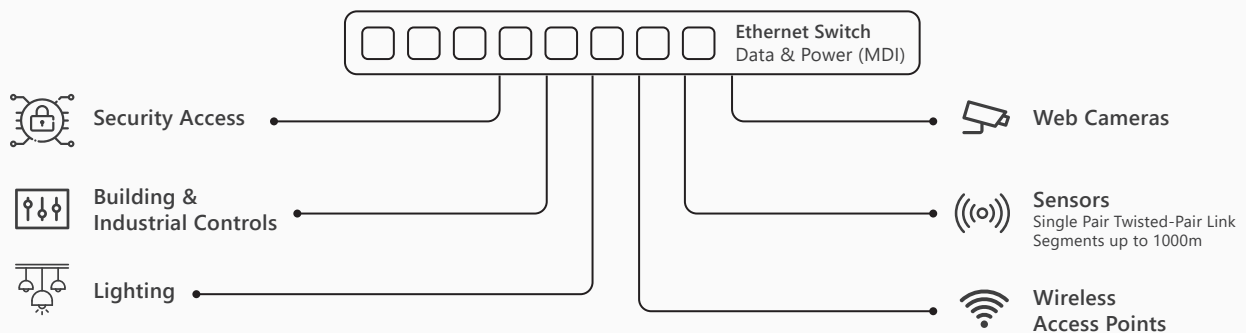 Ethernet Switch
Data & Power (MDI)
Security Access
Building &
Industrial Controls
Lighting
Web Cameras
Sensors
Single Pair Twisted-Pair Link
Segments up to 1000m
Wireless
Access Points